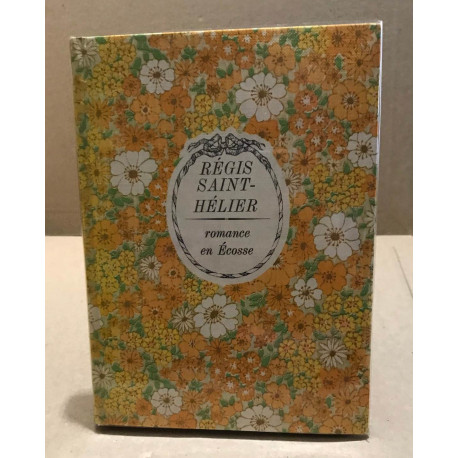 RÉGIS
SAINT-
HÉLIER
romance
en Écosse